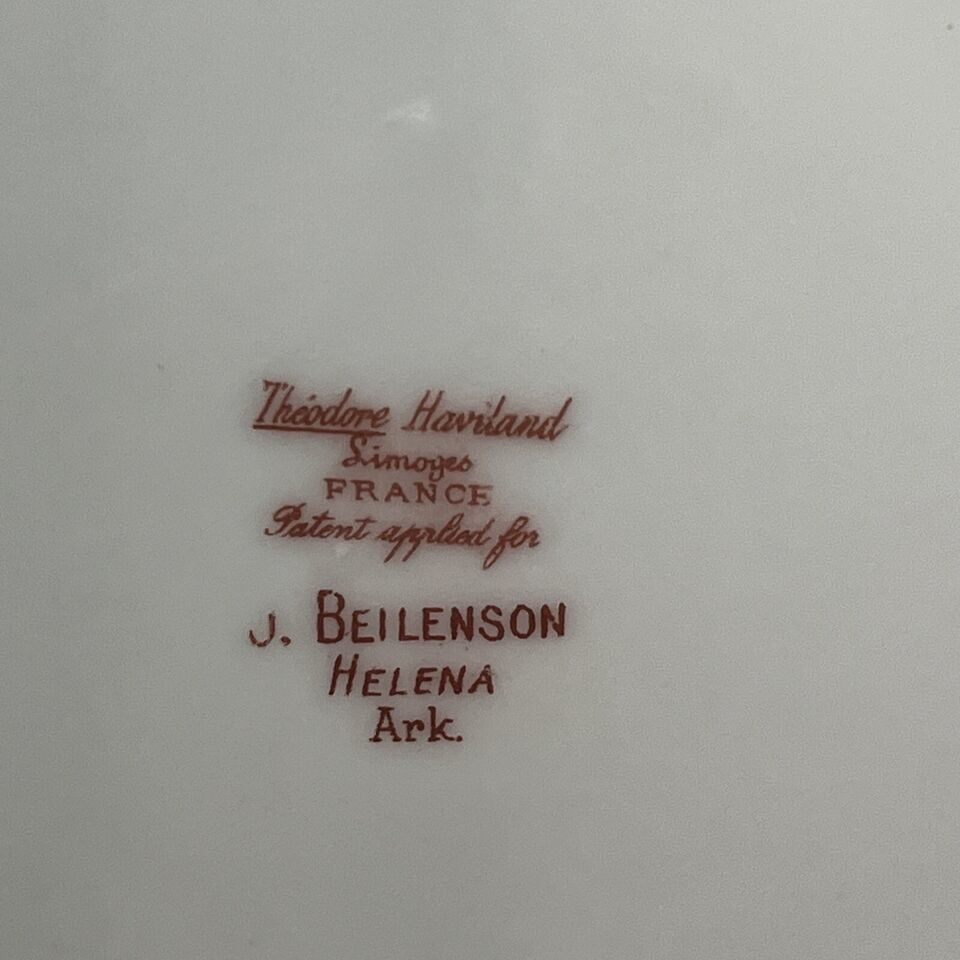 Théodore Haviland
Limoges
FRANCE
Patent applied for
J. BEILENSON
HELENA
Ark.